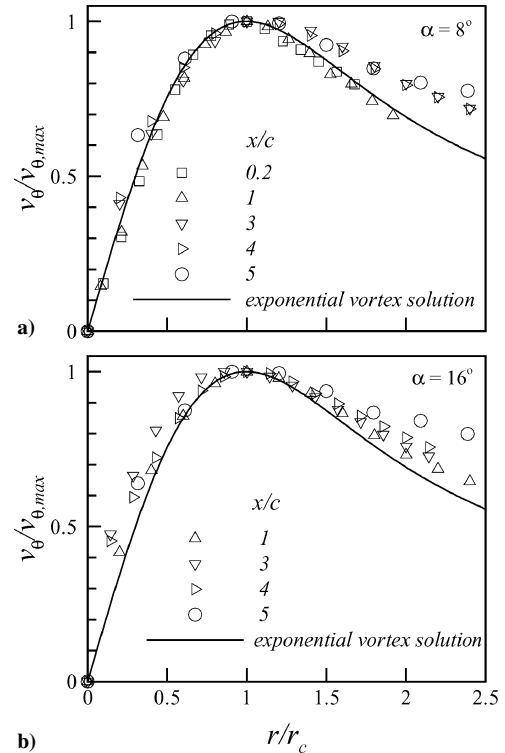 1
α = 8°
v_θ/v_θ,max
0.5
x/c
0.2
1
3
4
5
exponential vortex solution
0
a)
1
α = 16°
v_θ/v_θ,max
0.5
x/c
1
3
4
5
exponential vortex solution
0
0 0.5 1 1.5 2 2.5
b)
r/r_c